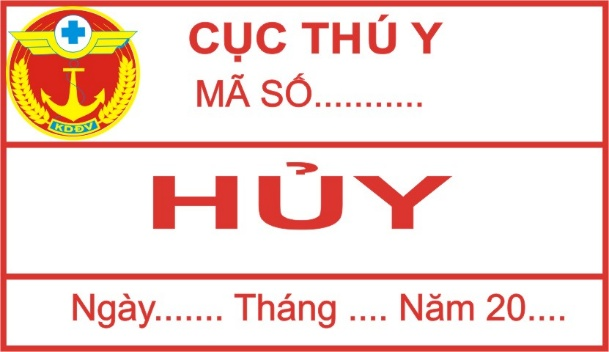 CỤC THÚ Y
MÃ SỐ...........
KDĐV
HỦY
Ngày....... Tháng .... Năm 20....